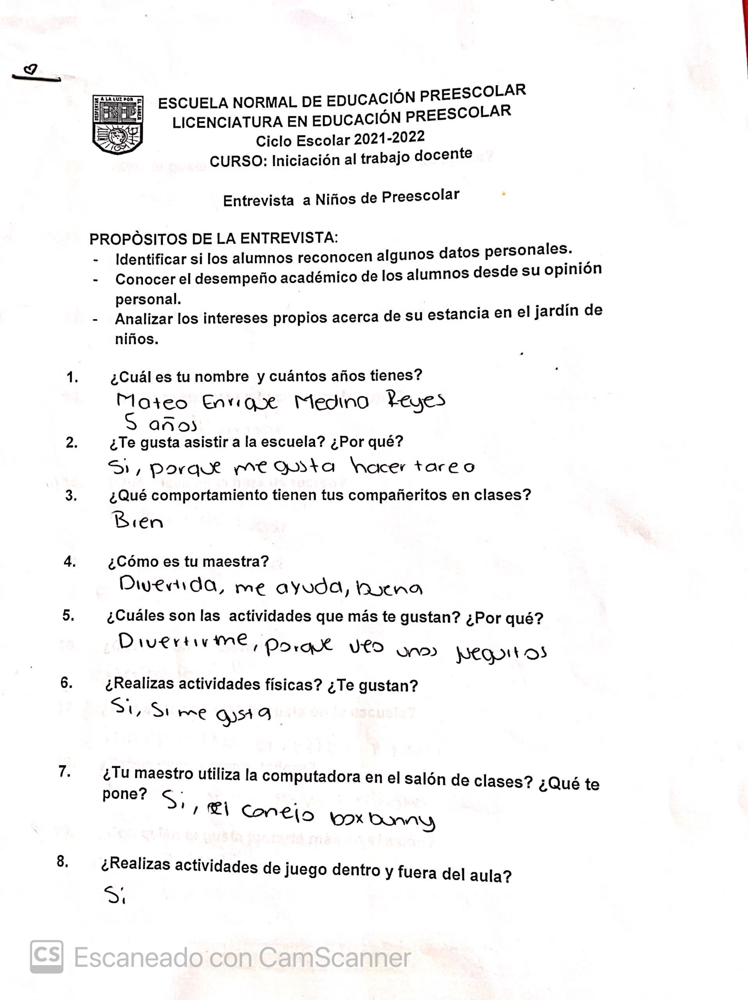 DESPERTAR A LA LUZ POR EL SABER
ENEP
ESCUELA NORMAL DE EDUCACIÓN PREESCOLAR
LICENCIATURA EN EDUCACIÓN PREESCOLAR
Ciclo Escolar 2021-2022
CURSO: Iniciación al trabajo docente
Entrevista a Niños de Preescolar
PROPÒSITOS DE LA ENTREVISTA:
- Identificar si los alumnos reconocen algunos datos personales.
- Conocer el desempeño académico de los alumnos desde su opinión
personal.
- Analizar los intereses propios acerca de su estancia en el jardín de
niños.
1. ¿Cuál es tu nombre y cuántos años tienes?
Mateo Enrique Medina Reyes
5 años
2. ¿Te gusta asistir a la escuela? ¿Por qué?
Si, porque me gusta hacer tarea
3. ¿Qué comportamiento tienen tus compañeritos en clases?
Bien
4. ¿Cómo es tu maestra?
Divertida, me ayuda, buena
5. ¿Cuáles son las actividades que más te gustan? ¿Por qué?
Divertirme, porque veo unos jueguitos
6. ¿Realizas actividades físicas? ¿Te gustan?
Si, Si me gusta
7. ¿Tu maestro utiliza la computadora en el salón de clases? ¿Qué te
pone? Si, el conejo boxbunny
8. ¿Realizas actividades de juego dentro y fuera del aula?
Si
CS Escaneado con CamScanner